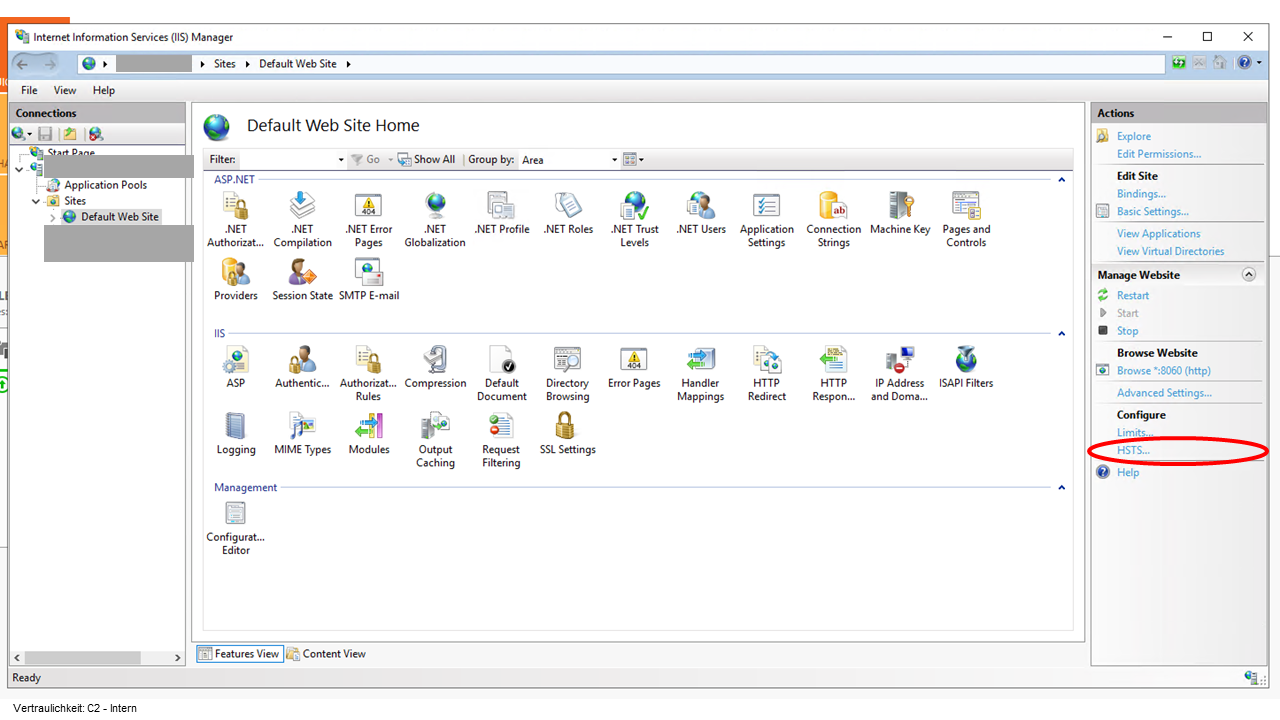 Internet Information Services (IIS) Manager
Sites
Default Web Site
File View Help
Connections
Start Page
Application Pools
Sites
Default Web Site
Default Web Site Home
Filter: Go Show All Group by: Area
ASP.NET
.NET Authorizat...
.NET Compilation
.NET Error Pages
.NET Globalization
.NET Profile
.NET Roles
.NET Trust Levels
.NET Users
Application Settings
Connection Strings
Machine Key
Pages and Controls
Providers
Session State
SMTP E-mail
IIS
ASP
Authentic...
Authorizat... Rules
Compression
Default Document
Directory Browsing
Error Pages
Handler Mappings
HTTP Redirect
HTTP Respon...
IP Address and Doma...
ISAPI Filters
Logging
MIME Types
Modules
Output Caching
Request Filtering
SSL Settings
Management
Configurat... Editor
Features View
Content View
Actions
Explore
Edit Permissions...
Edit Site
Bindings...
Basic Settings...
View Applications
View Virtual Directories
Manage Website
Restart
Start
Stop
Browse Website
Browse *:8060 (http)
Advanced Settings...
Configure
Limits...
HSTS...
Help
Ready
Vertraulichkeit: C2 - Intern